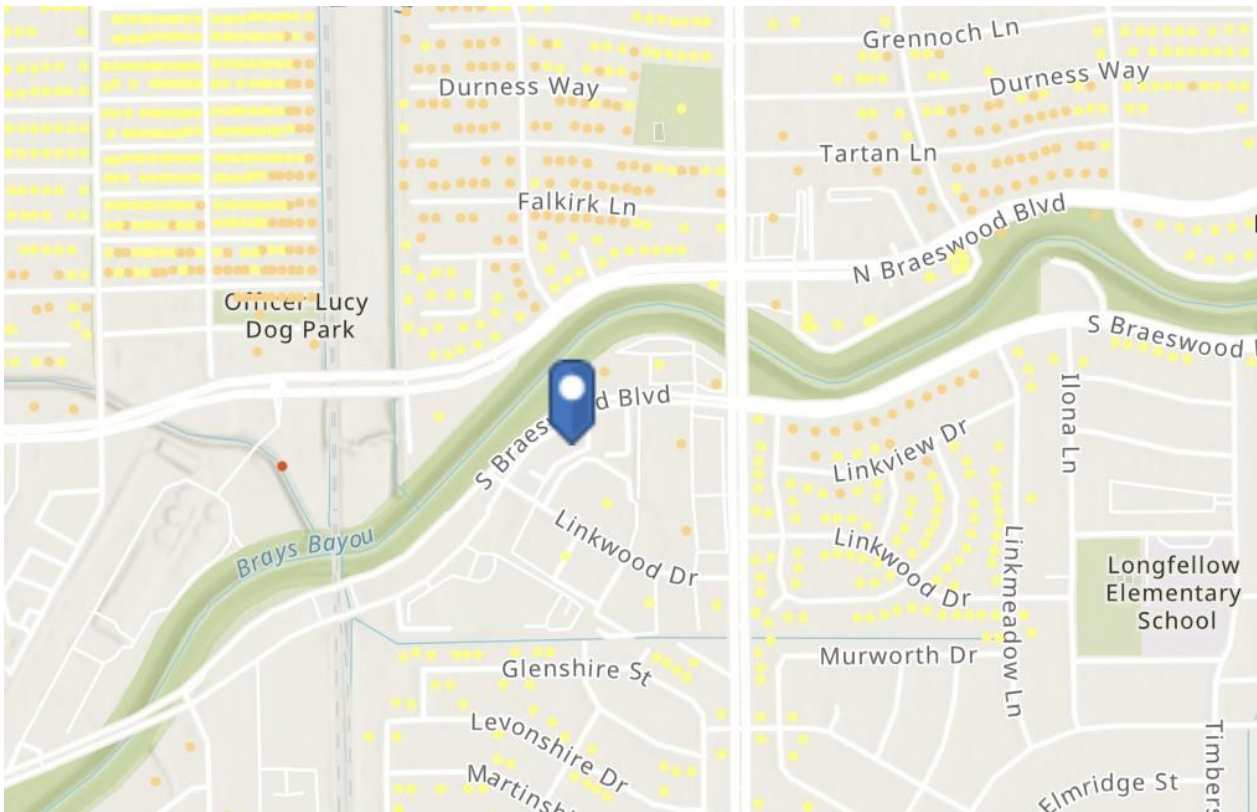 Grennoch Ln
Durness Way
Durness Way
Tartan Ln
Falkirk Ln
N Braeswood Blvd
Officer Lucy
Dog Park
S Braeswood
S Braes
d Blvd
Ilona Ln
Linkview Dr
Brays Bayou
Linkwood Dr
Linkwood Dr
Linkmeadow Ln
Longfellow
Elementary
School
Murworth Dr
Glenshire St
Levonshire Dr
Martinshi
Timbers
Elmridge St